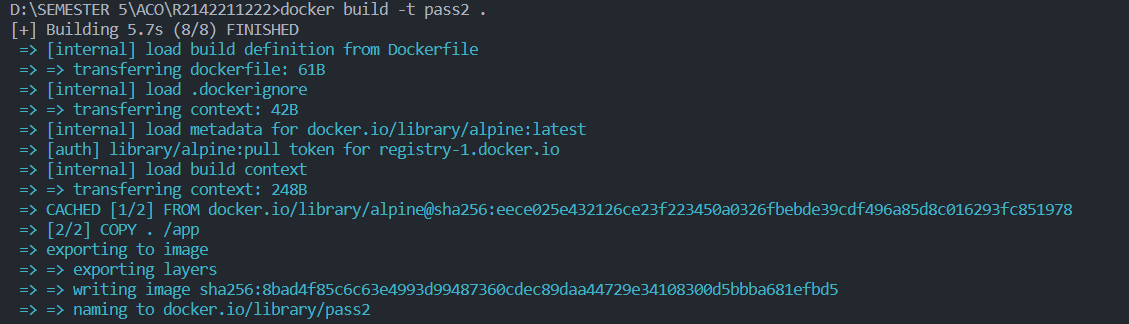 D:\SEMESTER 5\ACO\R2142211222>docker build -t pass2 .
[+] Building 5.7s (8/8) FINISHED
=> [internal] load build definition from Dockerfile
=> => transferring dockerfile: 61B
=> [internal] load .dockerignore
=> => transferring context: 42B
=> [internal] load metadata for docker.io/library/alpine:latest
=> [auth] library/alpine:pull token for registry-1.docker.io
=> [internal] load build context
=> => transferring context: 248B
=> CACHED [1/2] FROM docker.io/library/alpine@sha256:eece025e432126ce23f223450a0326fbebde39cdf496a85d8c016293fc851978
=> [2/2] COPY . /app
=> exporting to image
=> => exporting layers
=> => writing image sha256:8bad4f85c6c63e4993d99487360cdec89daa44729e34108300d5bbba681efbd5
=> => naming to docker.io/library/pass2